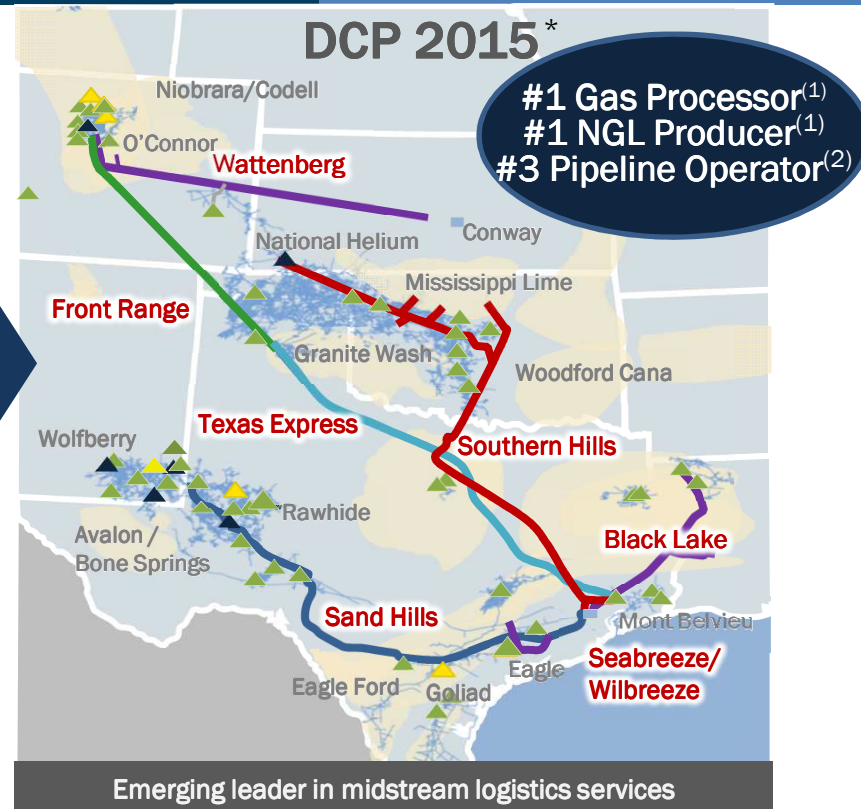 DCP 2015*
#1 Gas Processor(1)
#1 NGL Producer(1)
#3 Pipeline Operator(2)
Niobrara/Codell
O'Connor
Wattenberg
Conway
National Helium
Mississippi Lime
Front Range
Granite Wash
Woodford Cana
Texas Express
Wolfberry
Southern Hills
Rawhide
Avalon /
Bone Springs
Black Lake
Sand Hills
Mont Belvieu
Eagle
Seabreeze/
Wilbreeze
Eagle Ford
Goliad
Emerging leader in midstream logistics services